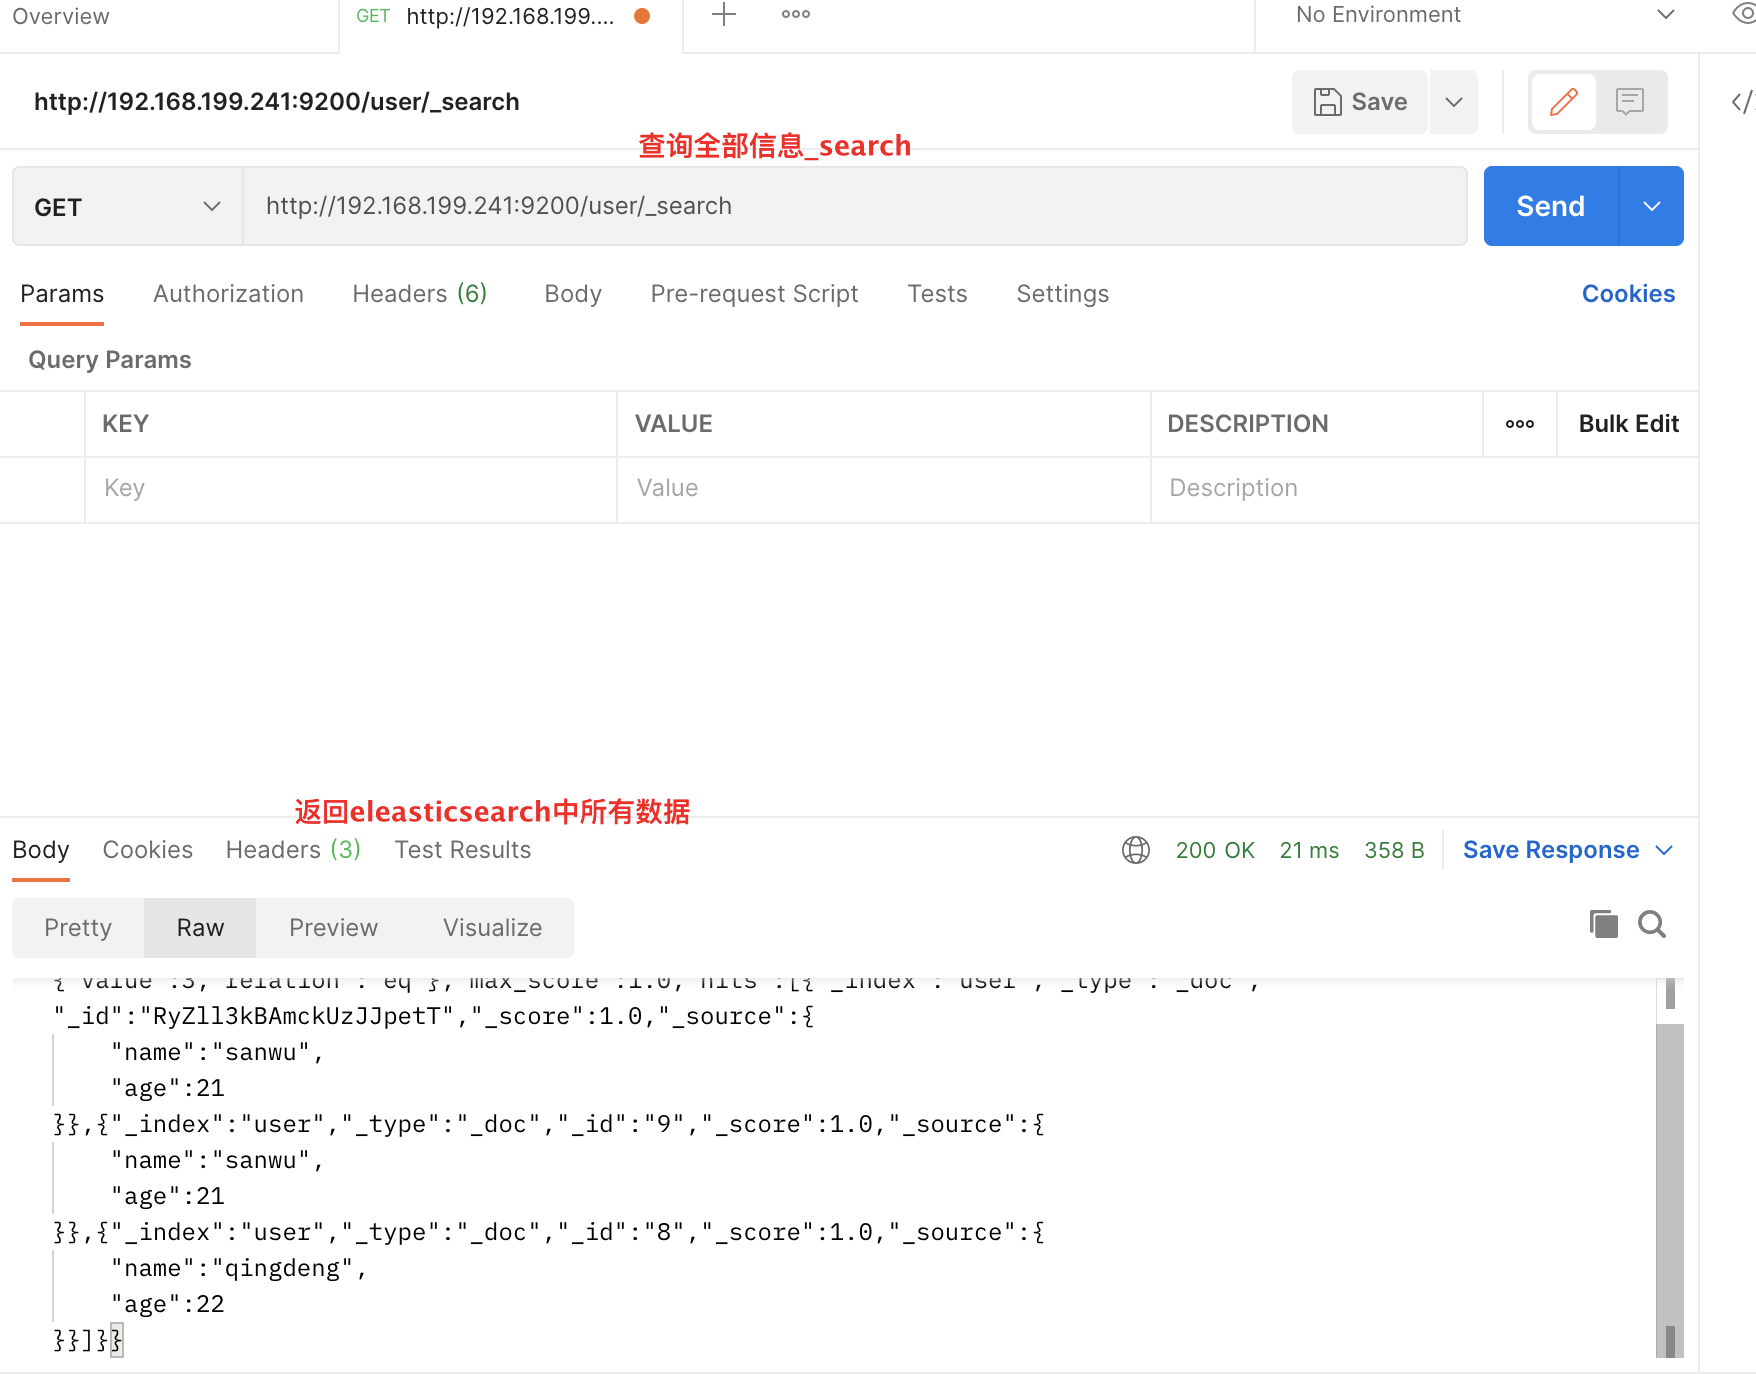 Overview
GET http://192.168.199....
No Environment
http://192.168.199.241:9200/user/_search
Save
</
查询全部信息_search
GET
http://192.168.199.241:9200/user/_search
Send
Params Authorization Headers (6) Body Pre-request Script Tests Settings Cookies
Query Params
KEY VALUE DESCRIPTION Bulk Edit
Key Value Description
返回eleasticsearch中所有数据
Body Cookies Headers (3) Test Results 200 OK 21 ms 358 B Save Response
Pretty Raw Preview Visualize
{"value":3,"relation":"eq"},"max_score":1.0,"hits":[{"_index":"user","_type":"_doc",
"_id":"RyZll3kBAmckUzJJpetT","_score":1.0,"_source":{
"name":"sanwu",
"age":21
}},{"_index":"user","_type":"_doc","_id":"9","_score":1.0,"_source":{
"name":"sanwu",
"age":21
}},{"_index":"user","_type":"_doc","_id":"8","_score":1.0,"_source":{
"name":"qingdeng",
"age":22
}}]}}